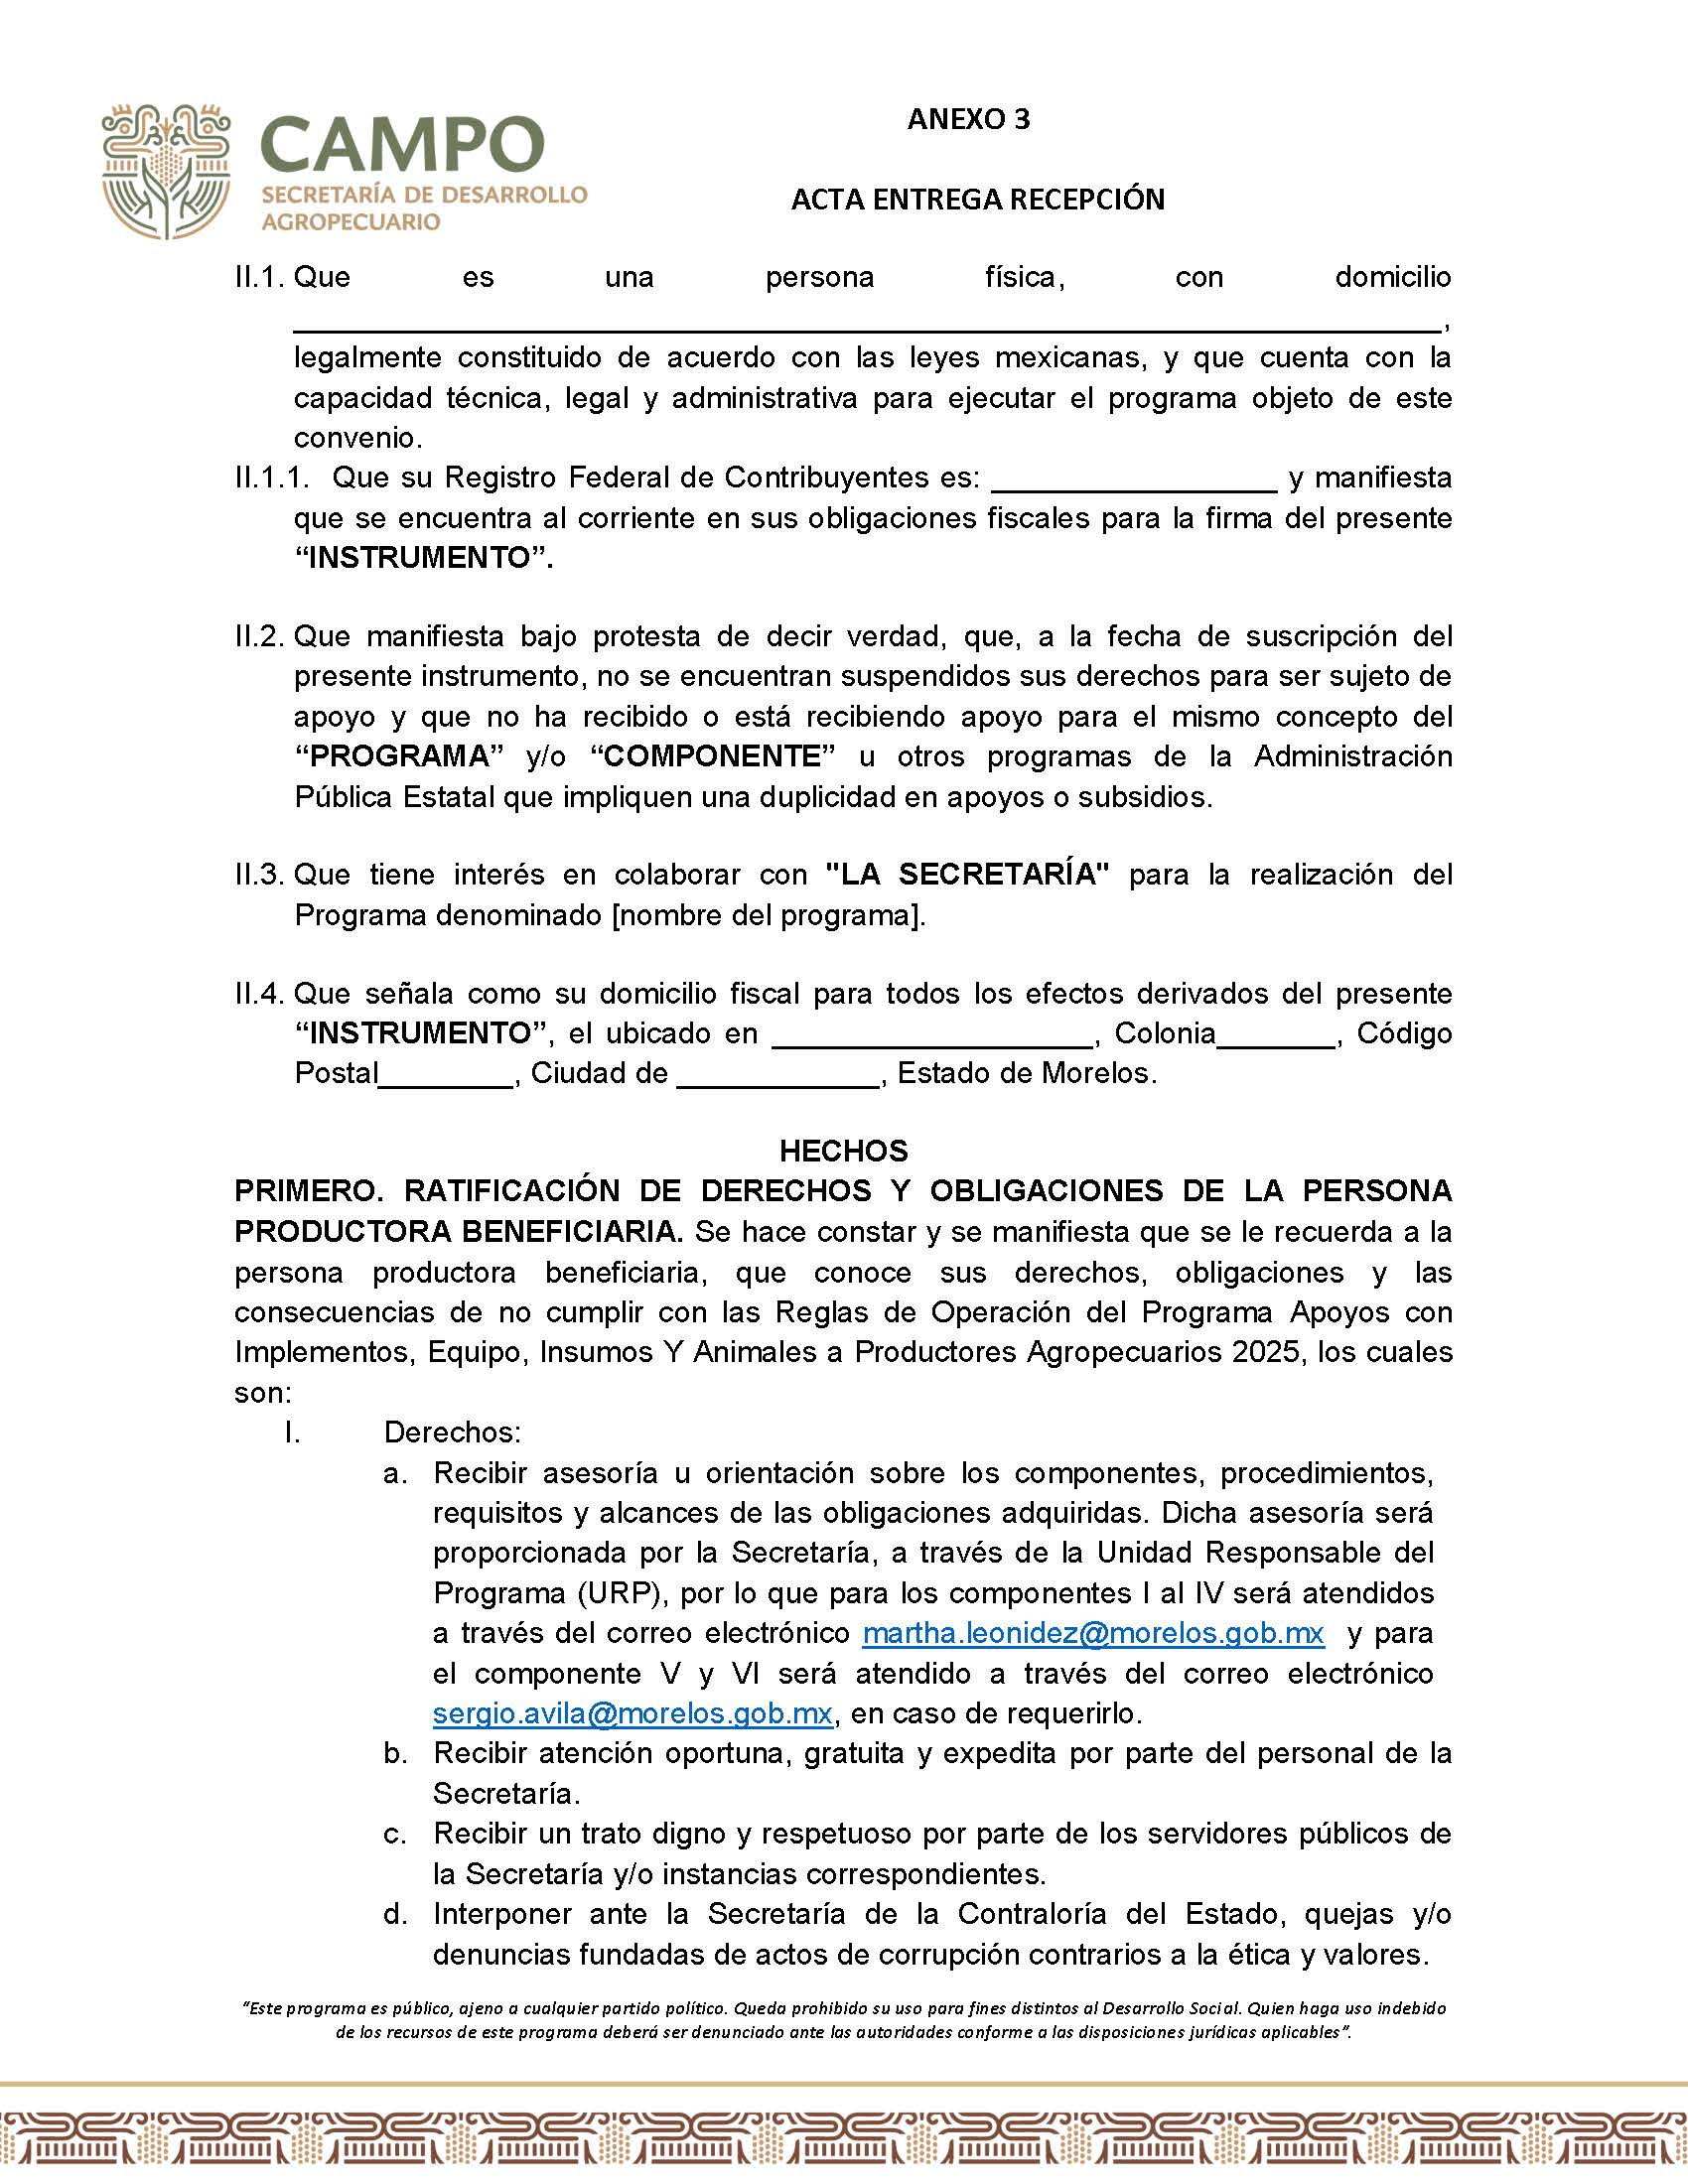 CAMPO
SECRETARÍA DE DESARROLLO
AGROPECUARIO
ANEXO 3
ACTA ENTREGA RECEPCIÓN
II.1. Que es una persona física, con domicilio
______________________________________________________________________,
legalmente constituido de acuerdo con las leyes mexicanas, y que cuenta con la
capacidad técnica, legal y administrativa para ejecutar el programa objeto de este
convenio.
II.1.1. Que su Registro Federal de Contribuyentes es: _________________ y manifiesta
que se encuentra al corriente en sus obligaciones fiscales para la firma del presente
“INSTRUMENTO”.
II.2. Que manifiesta bajo protesta de decir verdad, que, a la fecha de suscripción del
presente instrumento, no se encuentran suspendidos sus derechos para ser sujeto de
apoyo y que no ha recibido o está recibiendo apoyo para el mismo concepto del
“PROGRAMA” y/o “COMPONENTE” u otros programas de la Administración
Pública Estatal que impliquen una duplicidad en apoyos o subsidios.
II.3. Que tiene interés en colaborar con "LA SECRETARÍA" para la realización del
Programa denominado [nombre del programa].
II.4. Que señala como su domicilio fiscal para todos los efectos derivados del presente
“INSTRUMENTO”, el ubicado en ___________________, Colonia_______, Código
Postal________, Ciudad de ____________, Estado de Morelos.
HECHOS
PRIMERO. RATIFICACIÓN DE DERECHOS Y OBLIGACIONES DE LA PERSONA
PRODUCTORA BENEFICIARIA. Se hace constar y se manifiesta que se le recuerda a la
persona productora beneficiaria, que conoce sus derechos, obligaciones y las
consecuencias de no cumplir con las Reglas de Operación del Programa Apoyos con
Implementos, Equipo, Insumos Y Animales a Productores Agropecuarios 2025, los cuales
son:
I. Derechos:
a. Recibir asesoría u orientación sobre los componentes, procedimientos,
requisitos y alcances de las obligaciones adquiridas. Dicha asesoría será
proporcionada por la Secretaría, a través de la Unidad Responsable del
Programa (URP), por lo que para los componentes I al IV será atendidos
a través del correo electrónico martha.leonidez@morelos.gob.mx y para
el componente V y VI será atendido a través del correo electrónico
sergio.avila@morelos.gob.mx, en caso de requerirlo.
b. Recibir atención oportuna, gratuita y expedita por parte del personal de la
Secretaría.
c. Recibir un trato digno y respetuoso por parte de los servidores públicos de
la Secretaría y/o instancias correspondientes.
d. Interponer ante la Secretaría de la Contraloría del Estado, quejas y/o
denuncias fundadas de actos de corrupción contrarios a la ética y valores.
“Este programa es público, ajeno a cualquier partido político. Queda prohibido su uso para fines distintos al Desarrollo Social. Quien haga uso indebido
de los recursos de este programa deberá ser denunciado ante las autoridades conforme a las disposiciones jurídicas aplicables”.